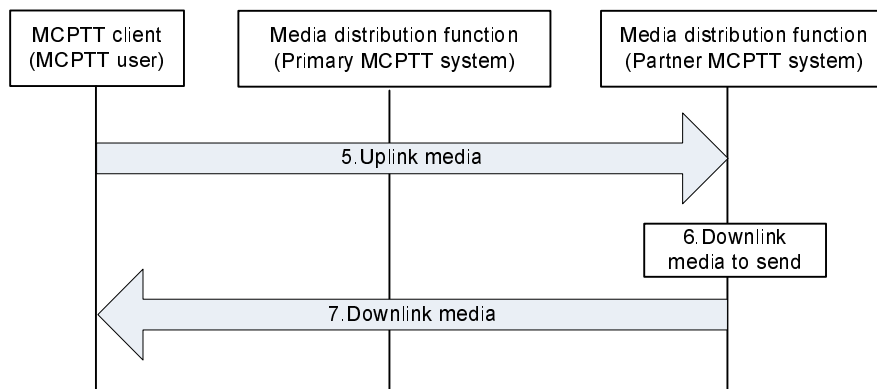 MCPTT client
(MCPTT user)
Media distribution function
(Primary MCPTT system)
Media distribution function
(Partner MCPTT system)
5.Uplink media
6.Downlink
media to send
7.Downlink media